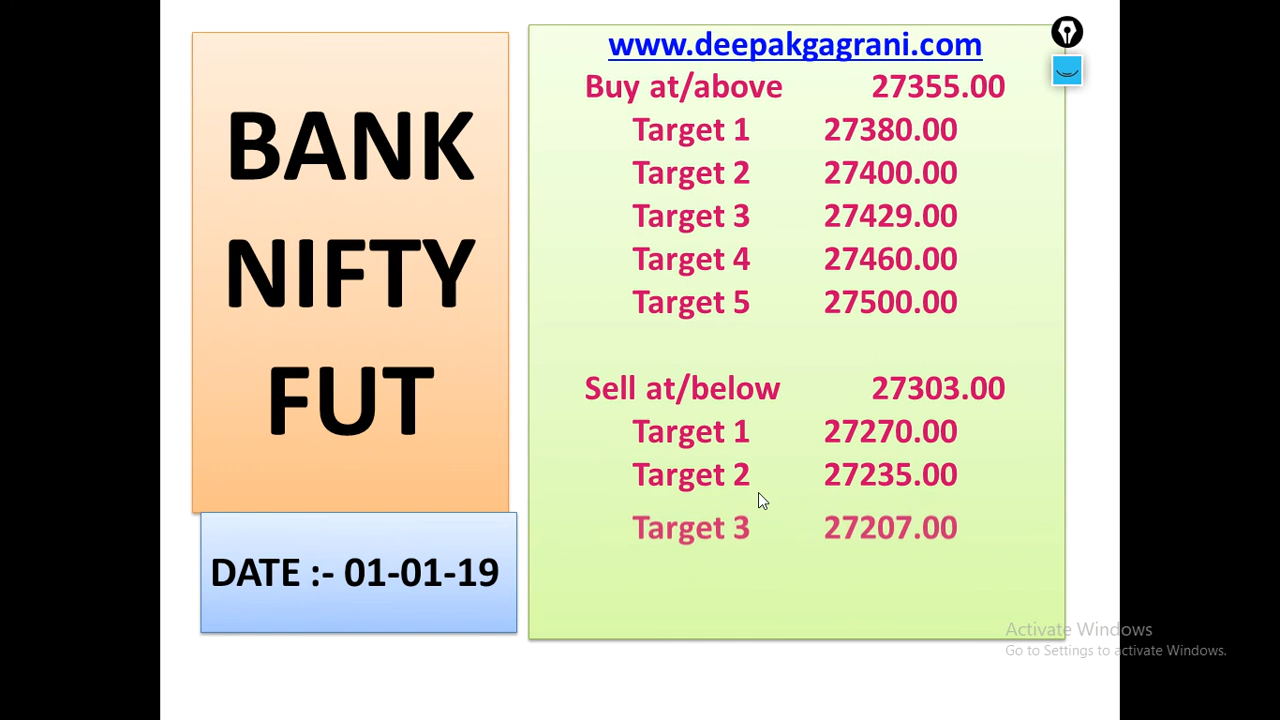 BANK
NIFTY
FUT
DATE :- 01-01-19
www.deepakgagrani.com
Buy at/above 27355.00
Target 1 27380.00
Target 2 27400.00
Target 3 27429.00
Target 4 27460.00
Target 5 27500.00
Sell at/below 27303.00
Target 1 27270.00
Target 2 27235.00
Target 3 27207.00
Activate Windows
Go to Settings to activate Windows.